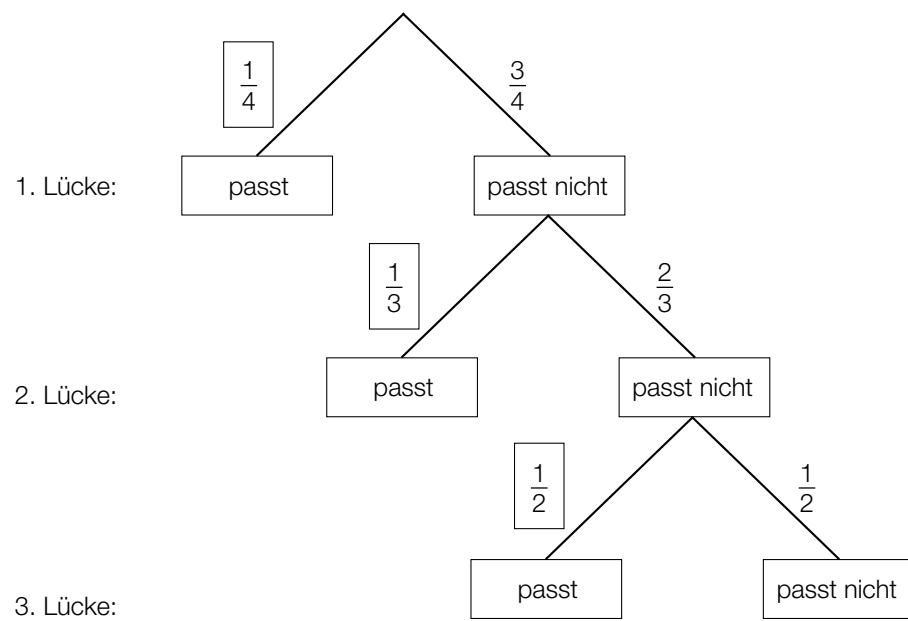 1/4 3/4
1. Lücke: passt passt nicht
1/3 2/3
2. Lücke: passt passt nicht
1/2 1/2
3. Lücke: passt passt nicht